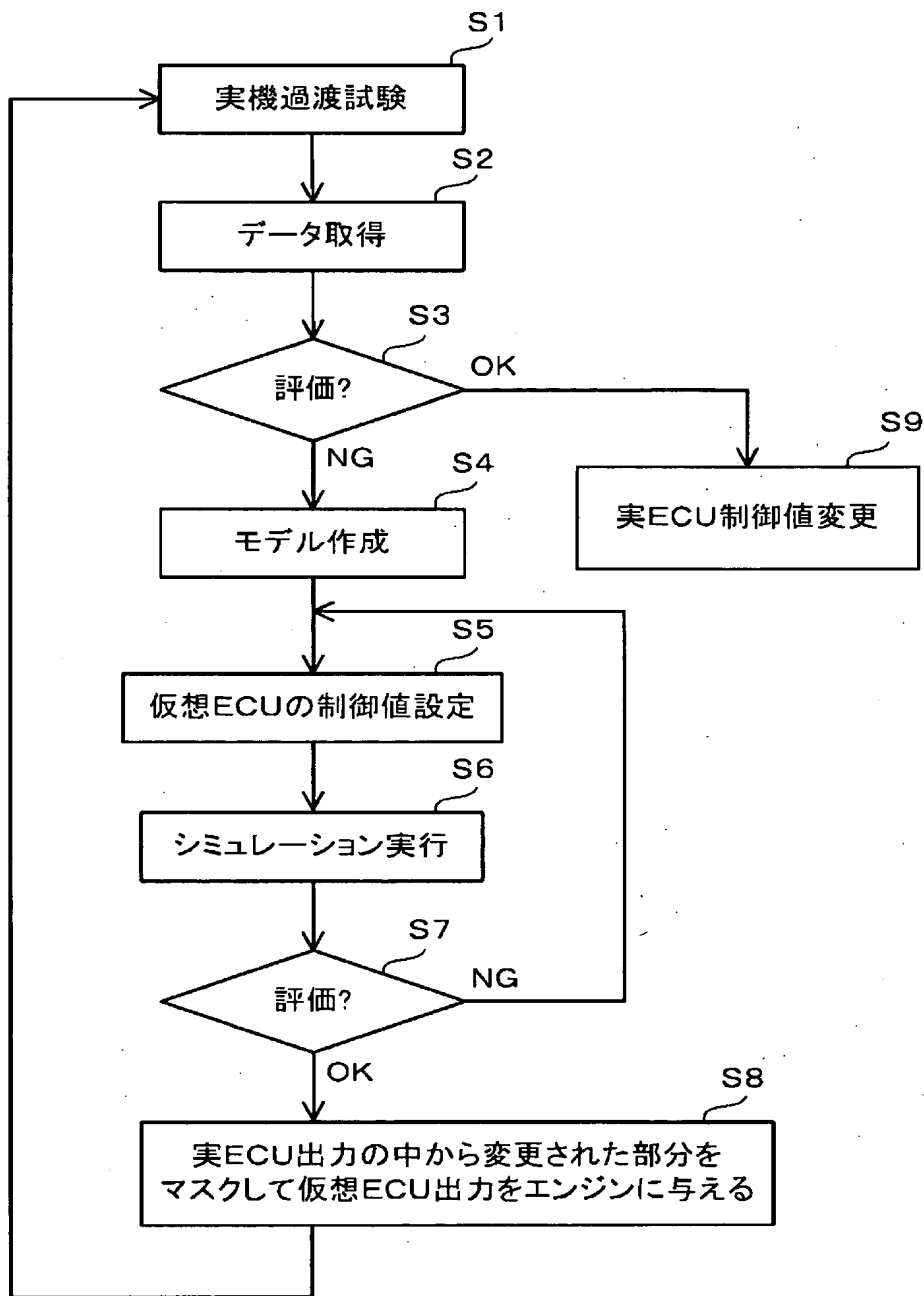 S1
実機過渡試験
S2
データ取得
S3
評価?
OK
NG
S9
実ECU制御値変更
S4
モデル作成
S5
仮想ECUの制御値設定
S6
シミュレーション実行
S7
評価?
NG
OK
S8
実ECU出力の中から変更された部分を
マスクして仮想ECU出力をエンジンに与える